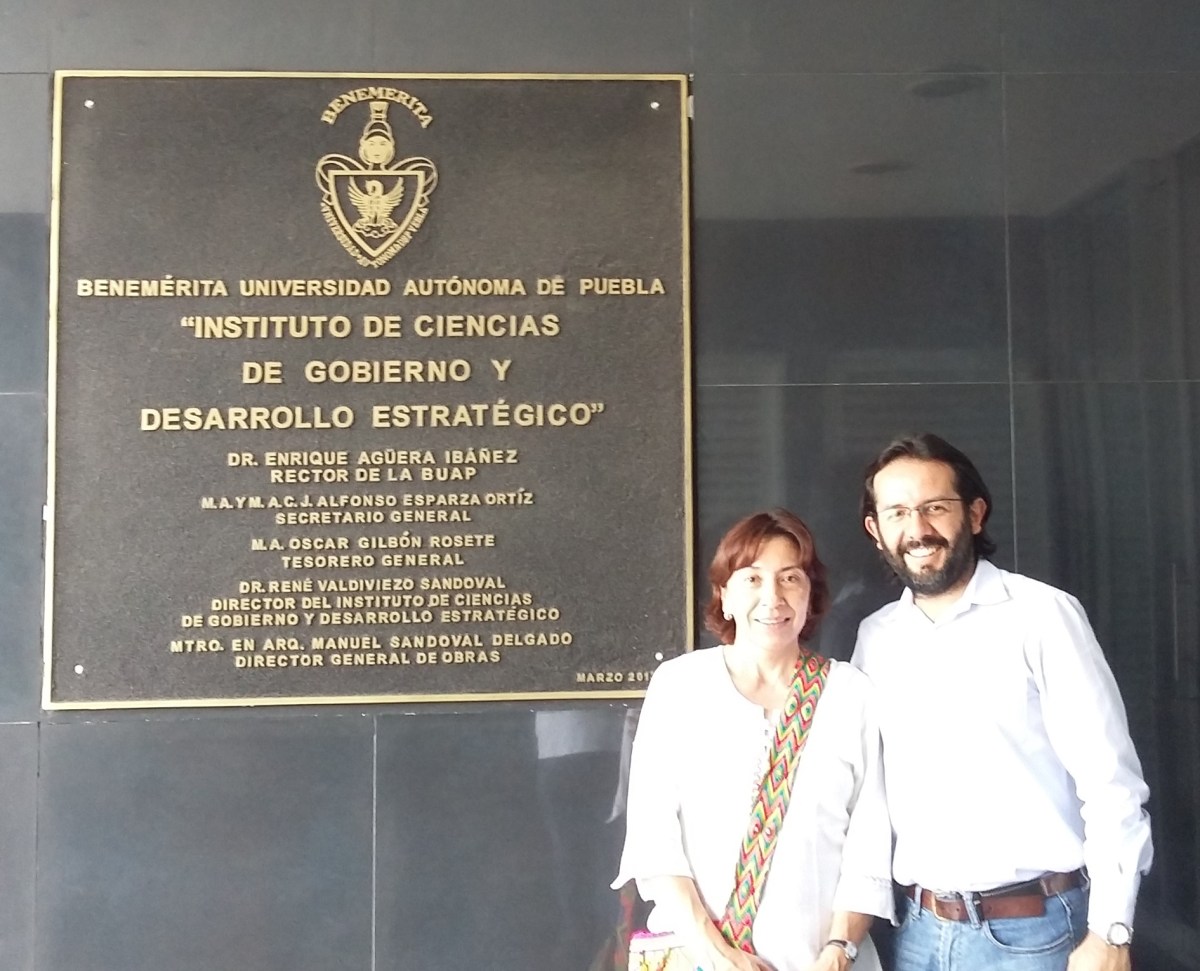 BENEMERITA
BENEMÉRITA UNIVERSIDAD AUTÓNOMA DE PUEBLA
“INSTITUTO DE CIENCIAS
DE GOBIERNO Y
DESARROLLO ESTRATÉGICO”
DR. ENRIQUE AGÜERA IBÁÑEZ
RECTOR DE LA BUAP
M.A. Y M.A.C.J. ALFONSO ESPARZA ORTÍZ
SECRETARIO GENERAL
M.A. OSCAR GILBÓN ROSETE
TESORERO GENERAL
DR. RENÉ VALDIVIEZO SANDOVAL
DIRECTOR DEL INSTITUTO DE CIENCIAS
DE GOBIERNO Y DESARROLLO ESTRATÉGICO
MTRO. EN ARQ. MANUEL SANDOVAL DELGADO
DIRECTOR GENERAL DE OBRAS
MARZO